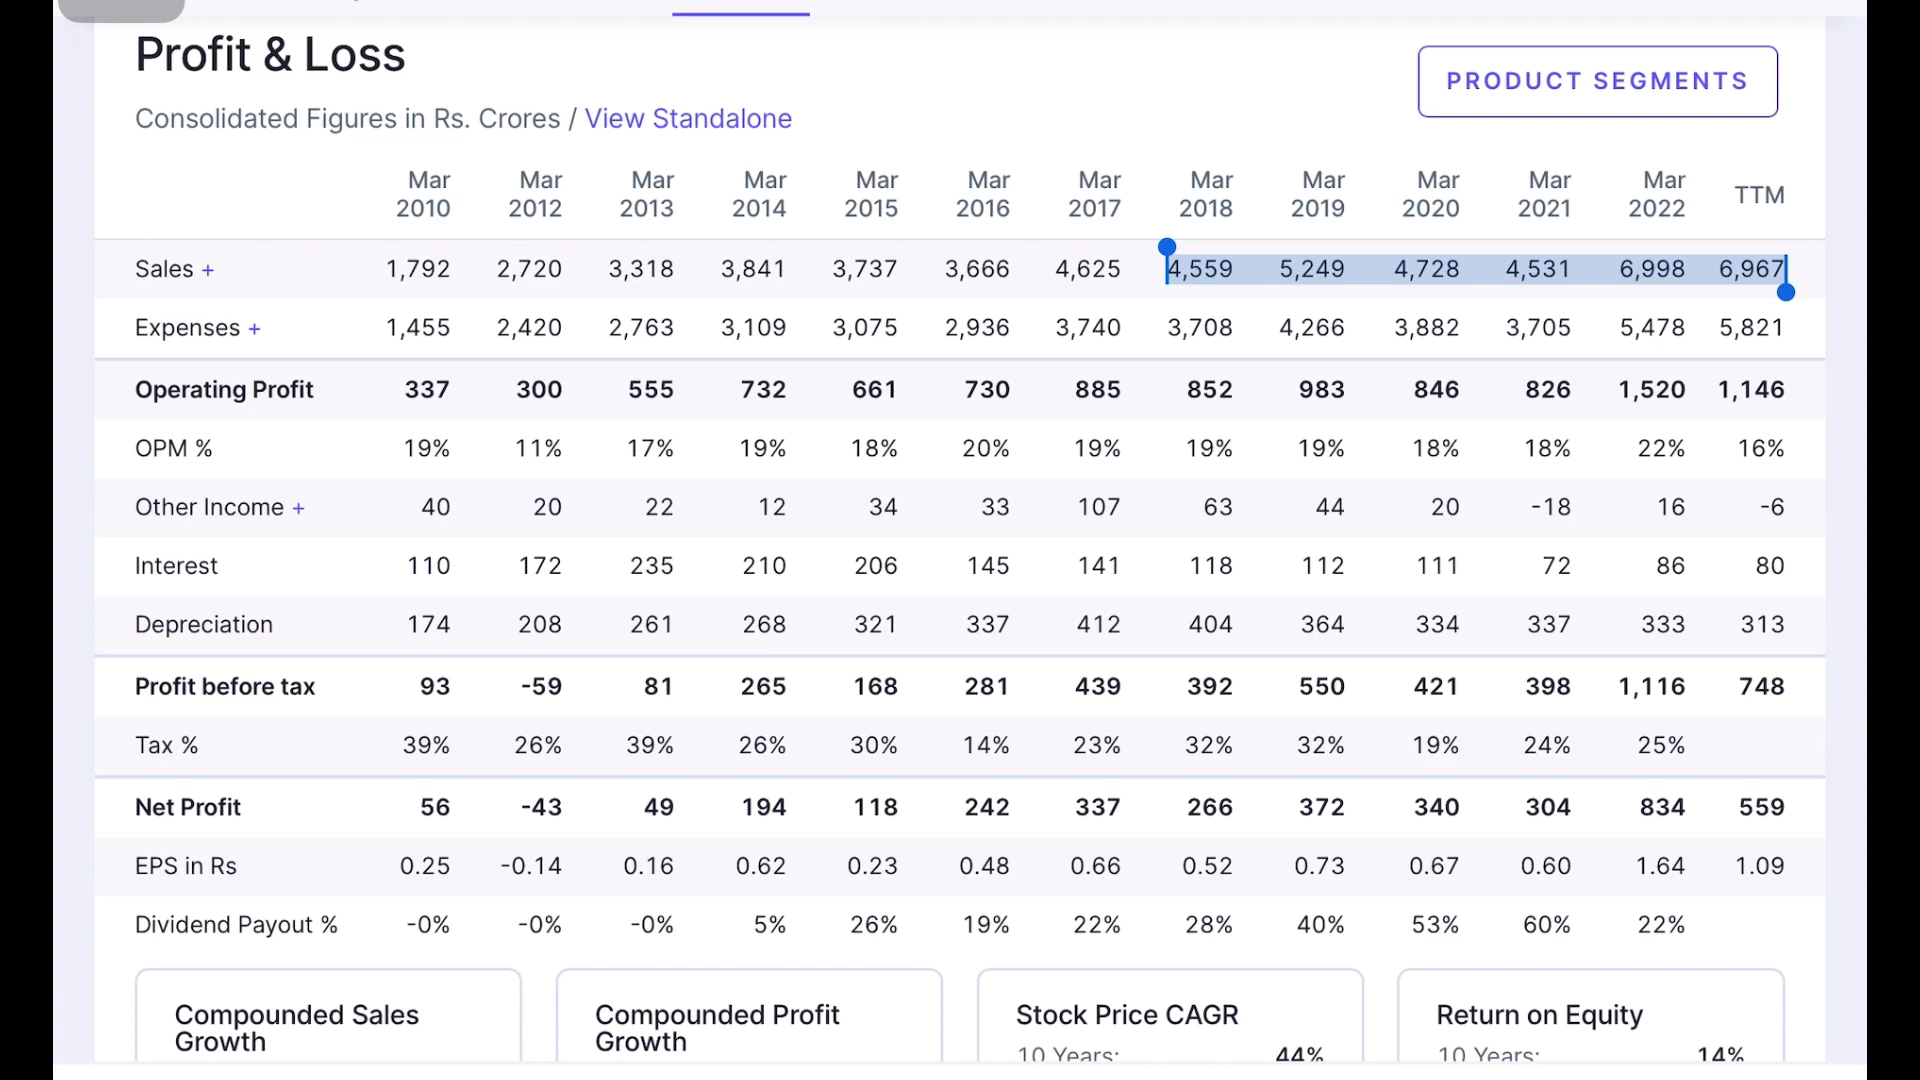 Profit & Loss
PRODUCT SEGMENTS
Consolidated Figures in Rs. Crores / View Standalone
Mar 2010 Mar 2012 Mar 2013 Mar 2014 Mar 2015 Mar 2016 Mar 2017 Mar 2018 Mar 2019 Mar 2020 Mar 2021 Mar 2022 TTM
Sales + 1,792 2,720 3,318 3,841 3,737 3,666 4,625 4,559 5,249 4,728 4,531 6,998 6,967
Expenses + 1,455 2,420 2,763 3,109 3,075 2,936 3,740 3,708 4,266 3,882 3,705 5,478 5,821
Operating Profit 337 300 555 732 661 730 885 852 983 846 826 1,520 1,146
OPM % 19% 11% 17% 19% 18% 20% 19% 19% 19% 18% 18% 22% 16%
Other Income + 40 20 22 12 34 33 107 63 44 20 -18 16 -6
Interest 110 172 235 210 206 145 141 118 112 111 72 86 80
Depreciation 174 208 261 268 321 337 412 404 364 334 337 333 313
Profit before tax 93 -59 81 265 168 281 439 392 550 421 398 1,116 748
Tax % 39% 26% 39% 26% 30% 14% 23% 32% 32% 19% 24% 25%
Net Profit 56 -43 49 194 118 242 337 266 372 340 304 834 559
EPS in Rs 0.25 -0.14 0.16 0.62 0.23 0.48 0.66 0.52 0.73 0.67 0.60 1.64 1.09
Dividend Payout % -0% -0% -0% 5% 26% 19% 22% 28% 40% 53% 60% 22%
Compounded Sales
Growth
Compounded Profit
Growth
Stock Price CAGR
10 Years: 44%
Return on Equity
10 Years: 14%